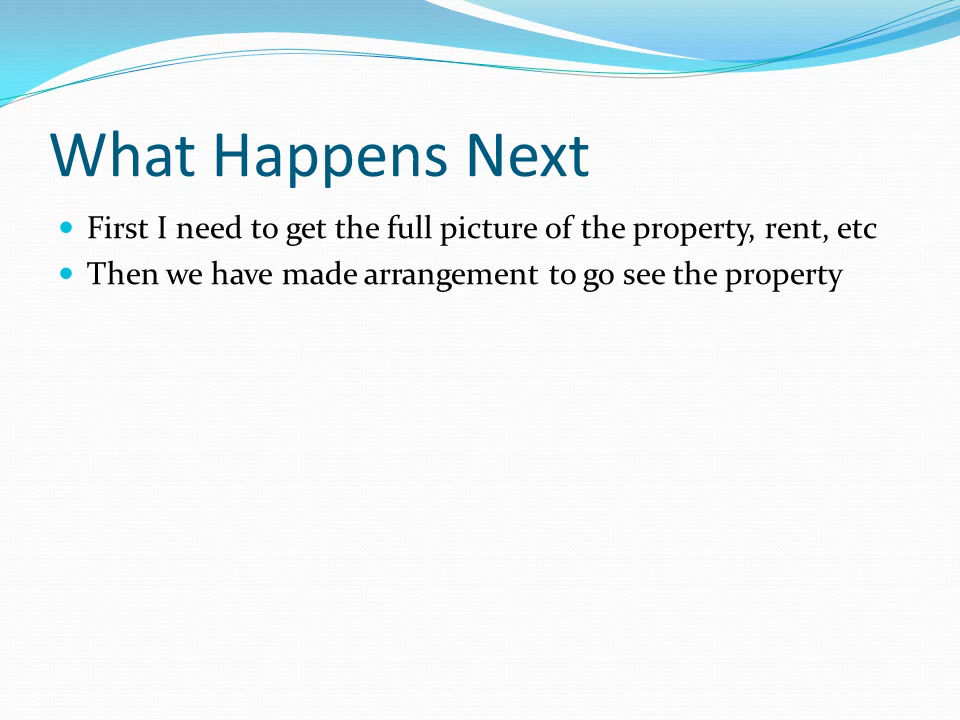 What Happens Next
First I need to get the full picture of the property, rent, etc
Then we have made arrangement to go see the property